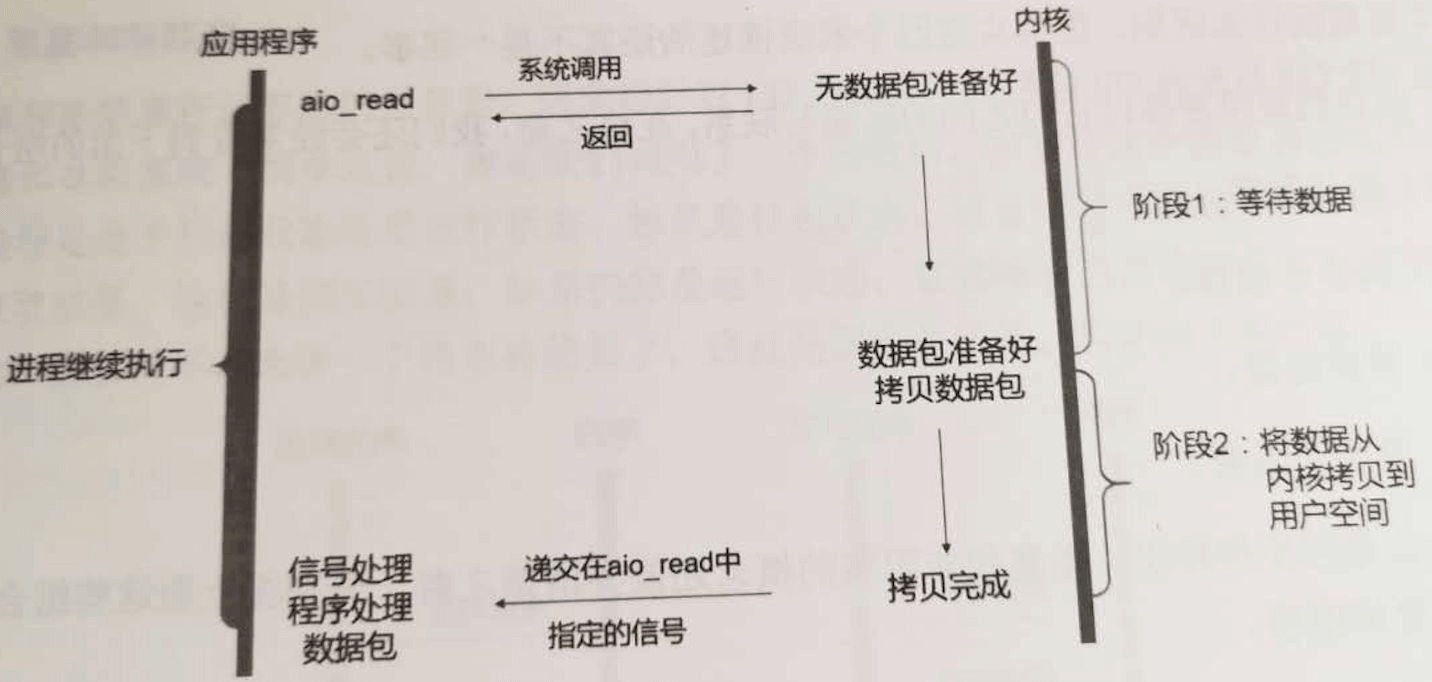 应用程序
内核
aio_read
系统调用
返回
无数据包准备好
阶段1：等待数据
进程继续执行
数据包准备好
拷贝数据包
阶段2：将数据从
内核拷贝到
用户空间
信号处理
程序处理
数据包
递交在aio_read中
指定的信号
拷贝完成